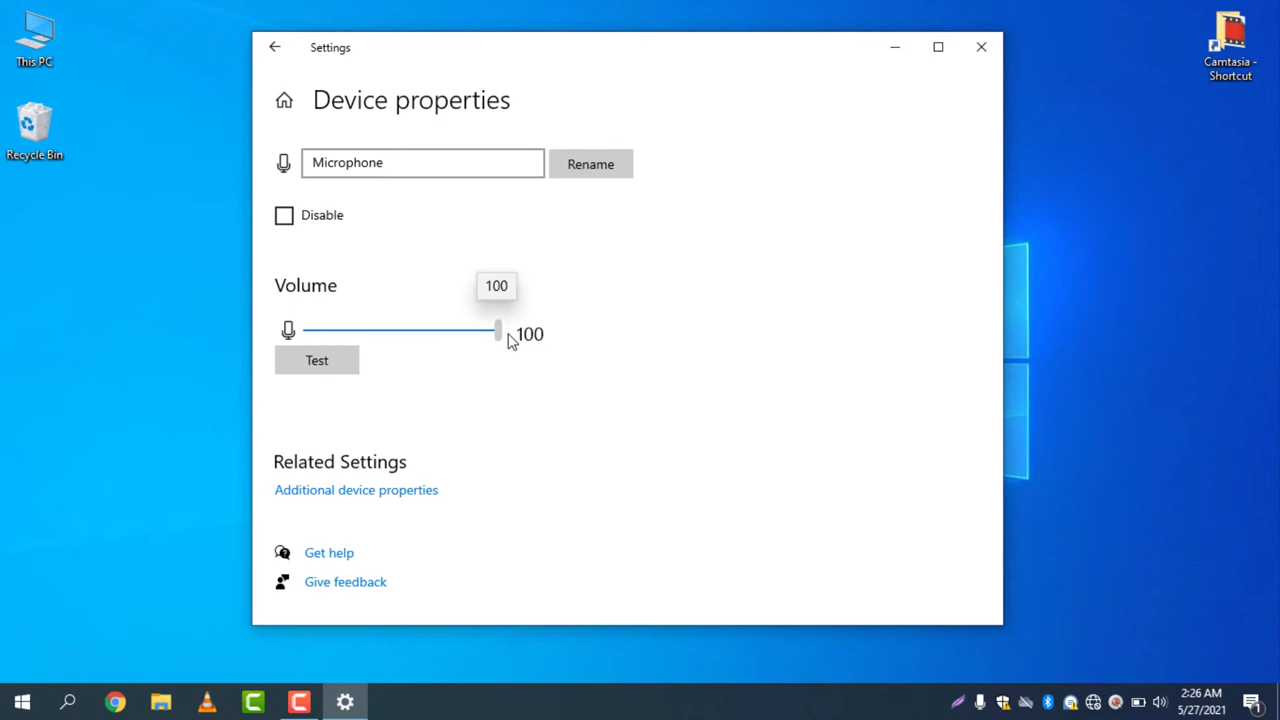 This PC
Recycle Bin
Camtasia -
Shortcut
Settings
Device properties
Microphone
Rename
Disable
Volume
100
100
Test
Related Settings
Additional device properties
Get help
Give feedback
2:26 AM
5/27/2021
1